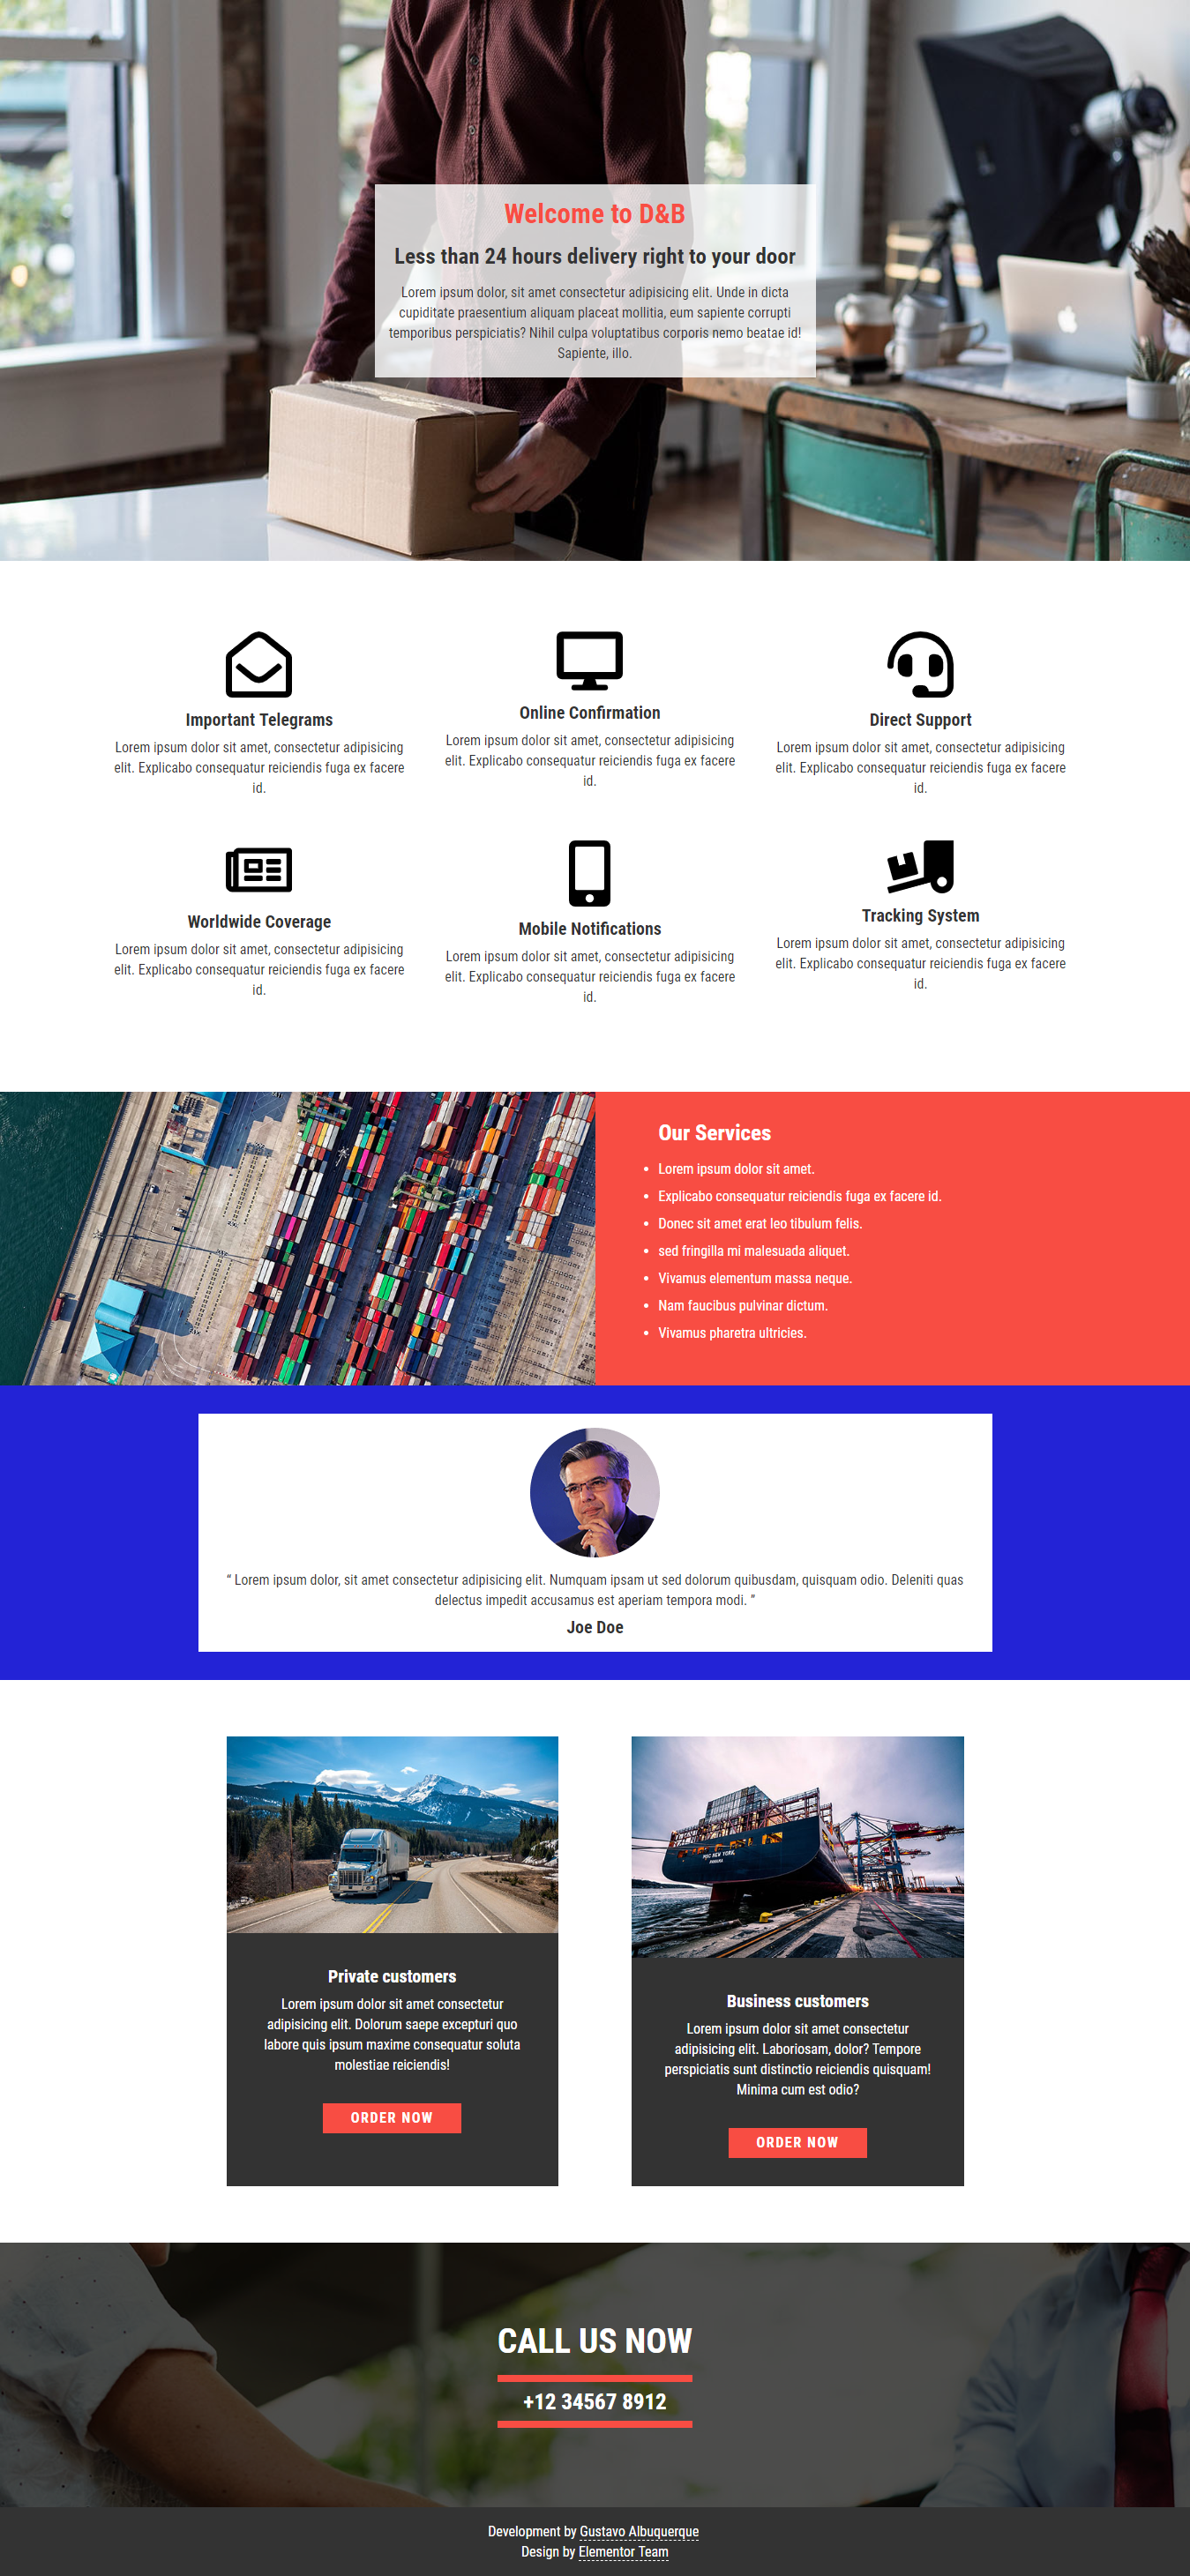 Welcome to D&B
Less than 24 hours delivery right to your door
Lorem ipsum dolor, sit amet consectetur adipisicing elit. Unde in dicta
cupiditate praesentium aliquam placeat mollitia, eum sapiente corrupti
temporibus perspiciatis? Nihil culpa voluptatibus corporis nemo beatae id!
Sapiente, illo.
Important Telegrams
Lorem ipsum dolor sit amet, consectetur adipisicing
elit. Explicabo consequatur reiciendis fuga ex facere
id.
Online Confirmation
Lorem ipsum dolor sit amet, consectetur adipisicing
elit. Explicabo consequatur reiciendis fuga ex facere
id.
Direct Support
Lorem ipsum dolor sit amet, consectetur adipisicing
elit. Explicabo consequatur reiciendis fuga ex facere
id.
Worldwide Coverage
Lorem ipsum dolor sit amet, consectetur adipisicing
elit. Explicabo consequatur reiciendis fuga ex facere
id.
Mobile Notifications
Lorem ipsum dolor sit amet, consectetur adipisicing
elit. Explicabo consequatur reiciendis fuga ex facere
id.
Tracking System
Lorem ipsum dolor sit amet, consectetur adipisicing
elit. Explicabo consequatur reiciendis fuga ex facere
id.
Our Services
• Lorem ipsum dolor sit amet.
• Explicabo consequatur reiciendis fuga ex facere id.
• Donec sit amet erat leo tibulum felis.
• sed fringilla mi malesuada aliquet.
• Vivamus elementum massa neque.
• Nam faucibus pulvinar dictum.
• Vivamus pharetra ultricies.
“ Lorem ipsum dolor, sit amet consectetur adipisicing elit. Numquam ipsam ut sed dolorum quibusdam, quisquam odio. Deleniti quas
delectus impedit accusamus est aperiam tempora modi. ”
Joe Doe
Private customers
Lorem ipsum dolor sit amet consectetur
adipisicing elit. Dolorum saepe excepturi quo
labore quis ipsum maxime consequatur soluta
molestiae reiciendis!
ORDER NOW
MSC NEW YORK
PANAMA
Business customers
Lorem ipsum dolor sit amet consectetur
adipisicing elit. Laboriosam, dolor? Tempore
perspiciatis sunt distinctio reiciendis quisquam!
Minima cum est odio?
ORDER NOW
CALL US NOW
+12 34567 8912
Development by Gustavo Albuquerque
Design by Elementor Team